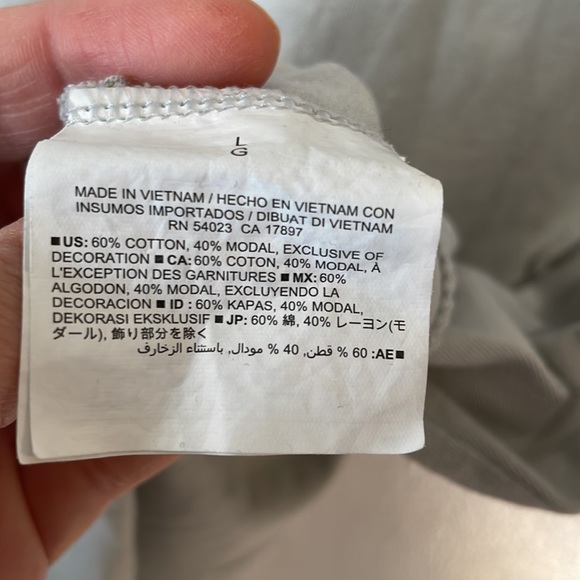 L
G
MADE IN VIETNAM / HECHO EN VIETNAM CON
INSUMOS IMPORTADOS / DIBUAT DI VIETNAM
RN 54023 CA 17897
■US: 60% COTTON, 40% MODAL, EXCLUSIVE OF
DECORATION ■ CA: 60% COTON, 40% MODAL, À
L'EXCEPTION DES GARNITURES ■ MX: 60%
ALGODON, 40% MODAL, EXCLUYENDO LA
DECORACION ■ ID : 60% KAPAS, 40% MODAL,
DEKORASI EKSKLUSIF ■ JP: 60% 綿, 40% レーヨン(モ
ダール), 飾り部分を除く
■AE: 60 % قطن, 40 % مودال, باستثناء الزخارف